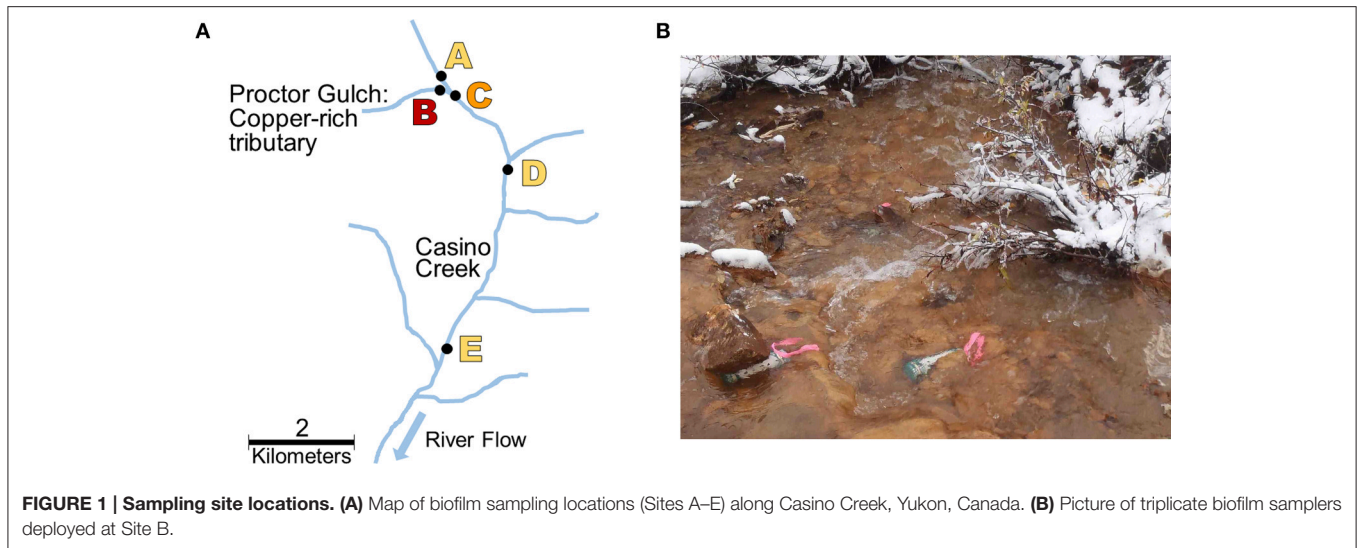 A
B
A
Proctor Gulch:
Copper-rich
tributary
B
C
D
Casino
Creek
E
2
Kilometers
River Flow
FIGURE 1 | Sampling site locations. (A) Map of biofilm sampling locations (Sites A–E) along Casino Creek, Yukon, Canada. (B) Picture of triplicate biofilm samplers
deployed at Site B.